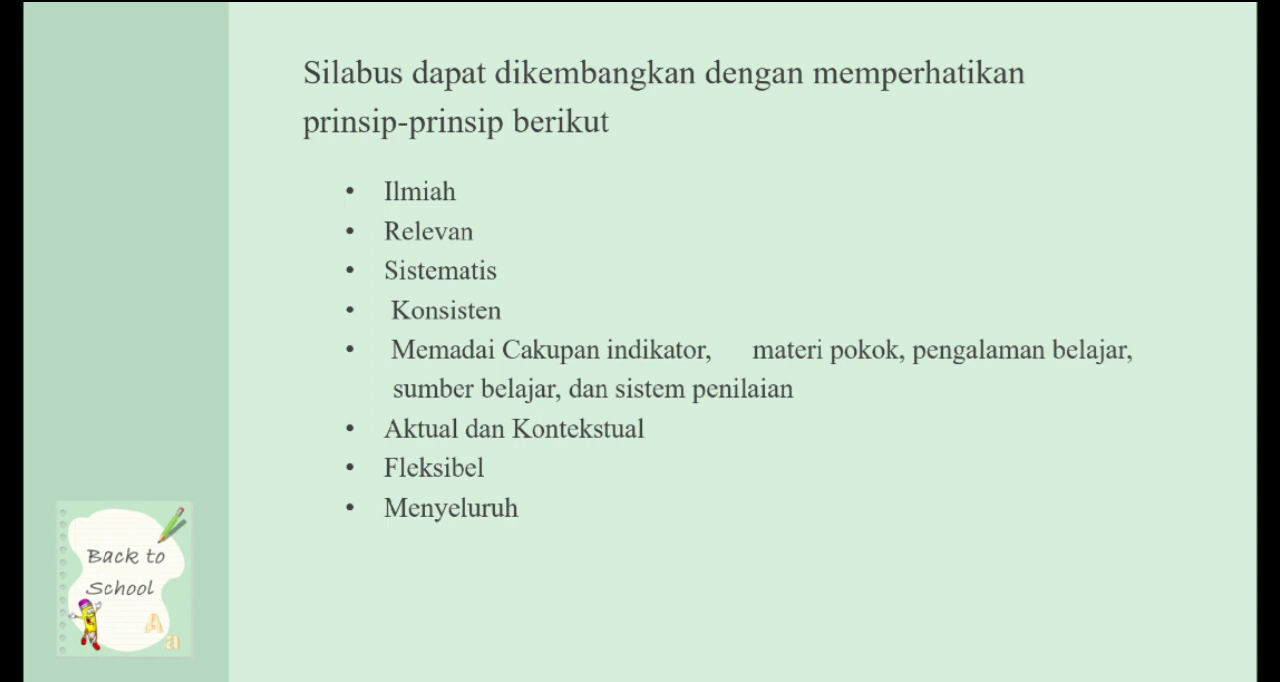 Silabus dapat dikembangkan dengan memperhatikan
prinsip-prinsip berikut
• Ilmiah
• Relevan
• Sistematis
• Konsisten
• Memadai Cakupan indikator, materi pokok, pengalaman belajar,
sumber belajar, dan sistem penilaian
• Aktual dan Kontekstual
• Fleksibel
• Menyeluruh
Back to
School
A
a